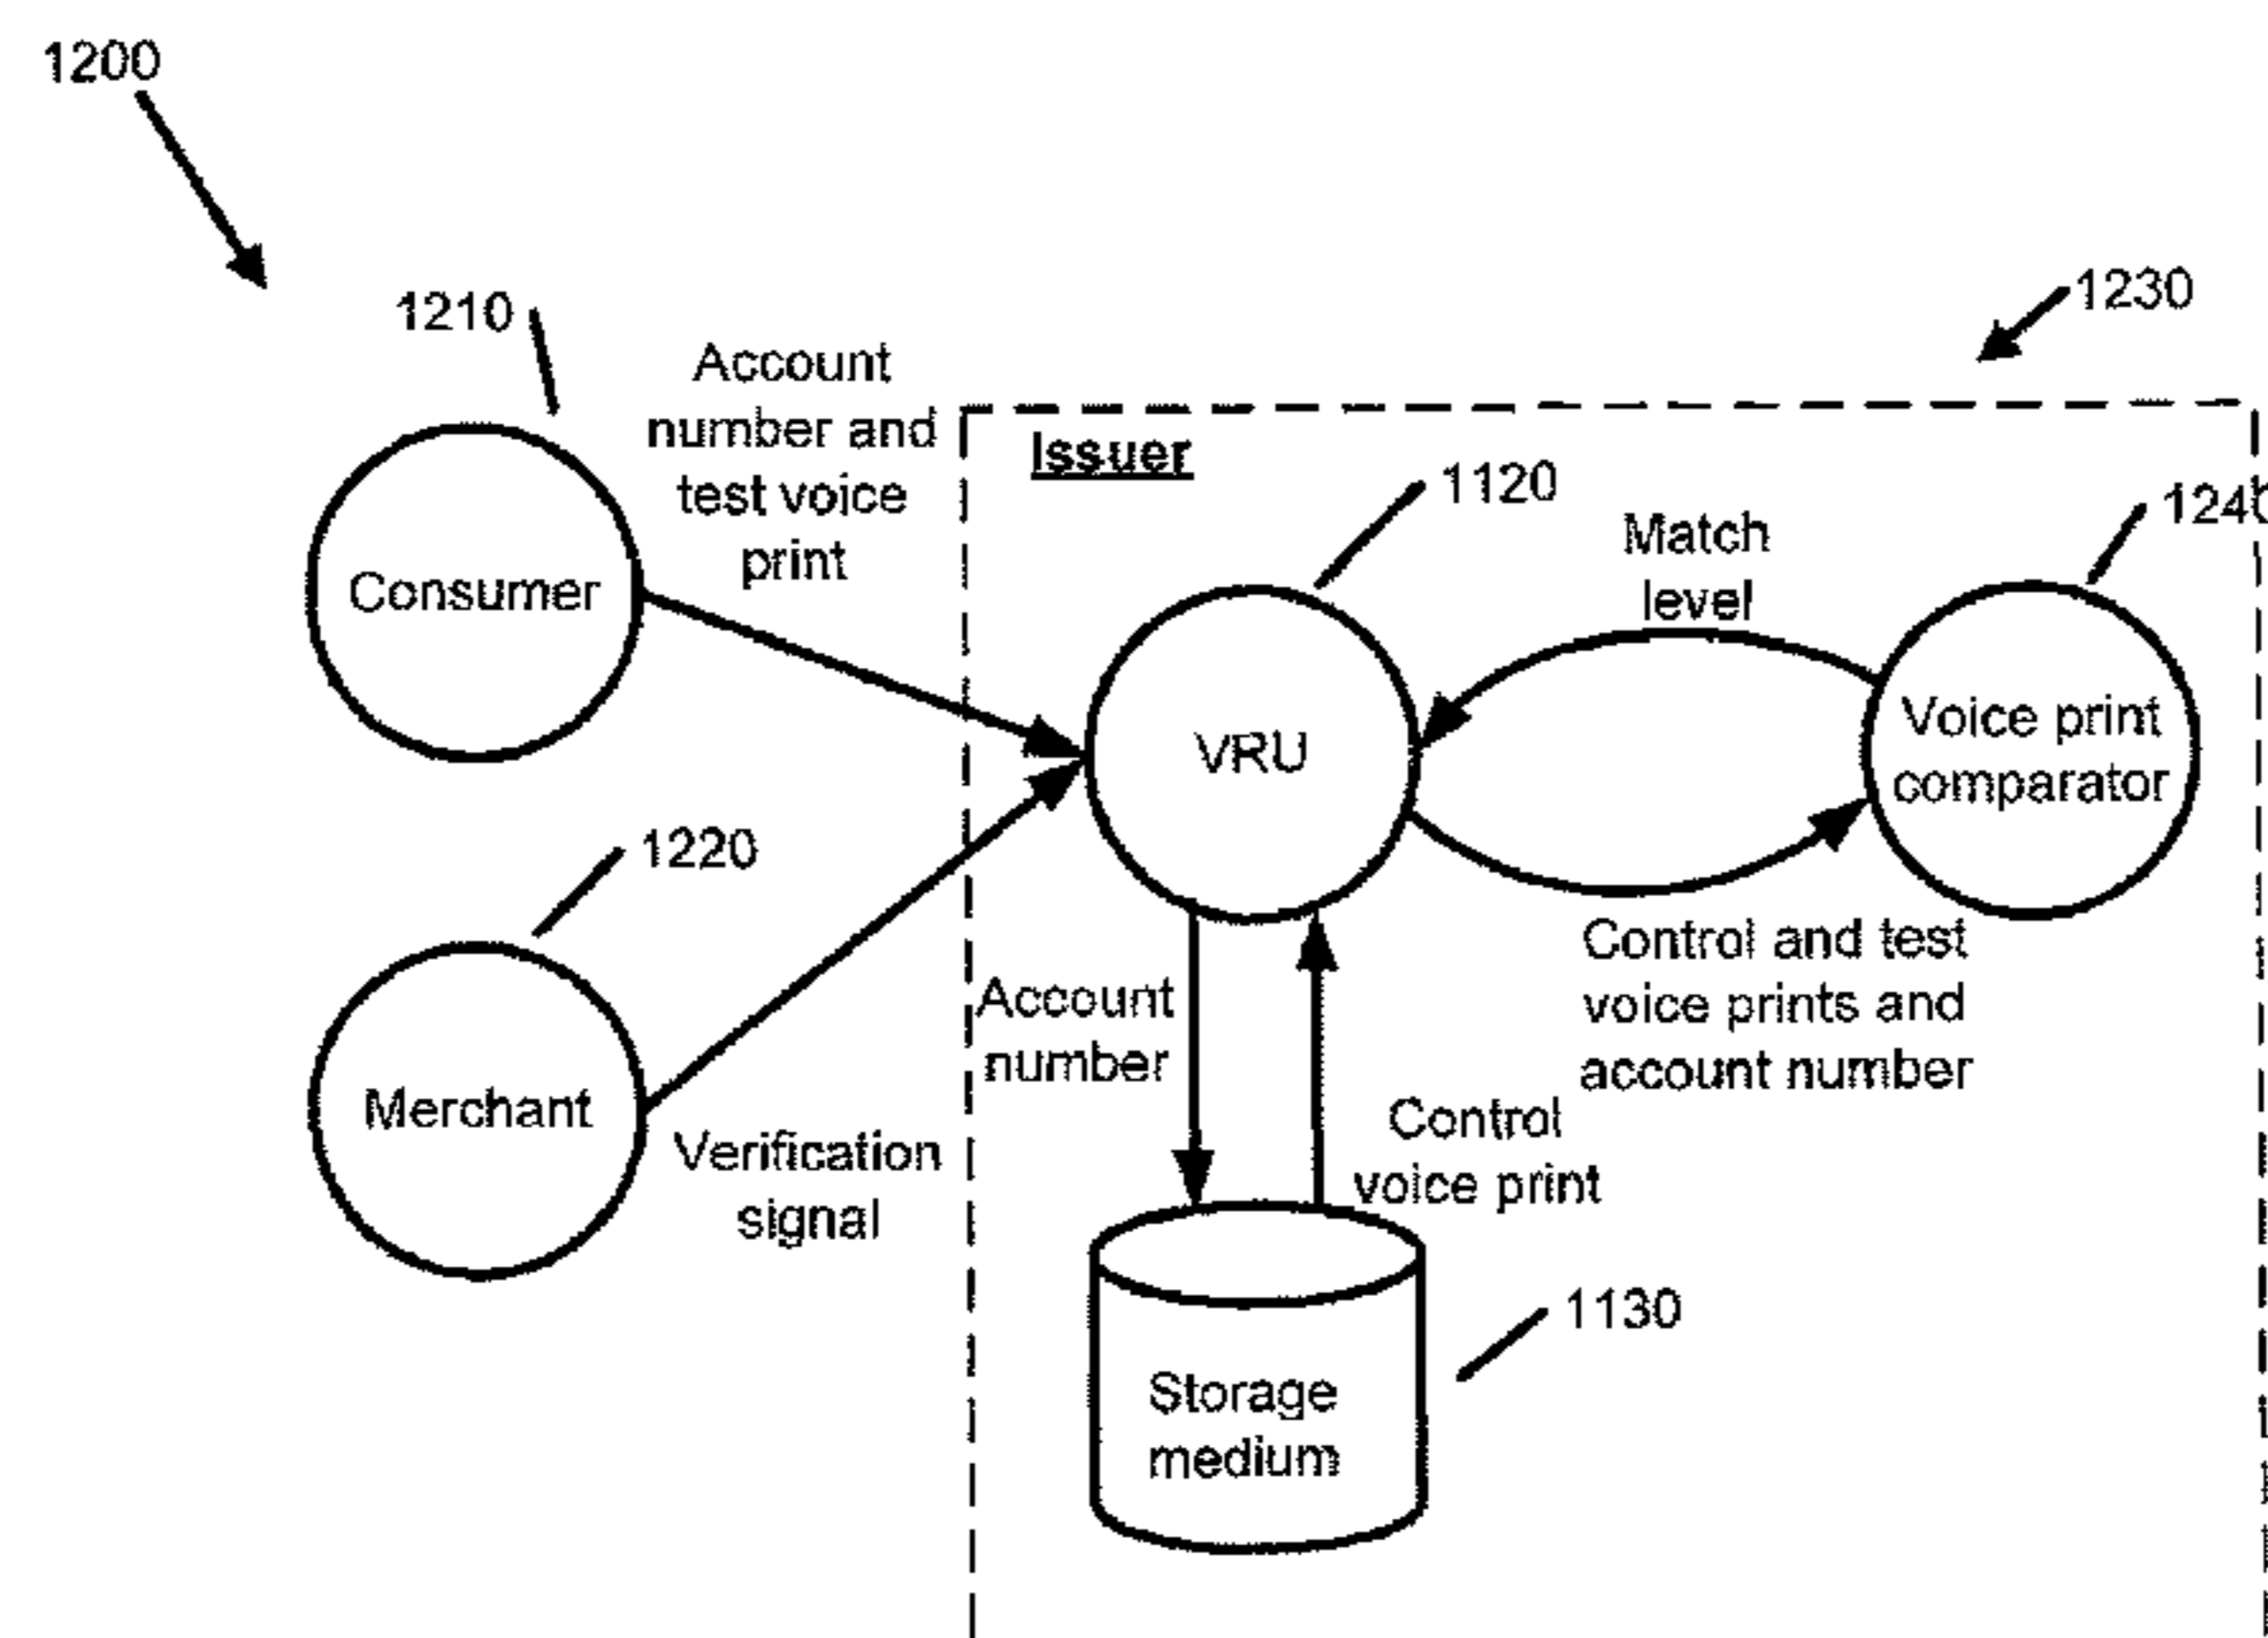 1200
1210
1230
Account
number and
test voice
print
Issuer
1120
1240
Match
level
Consumer
VRU
Voice print
comparator
1220
Control and test
voice prints and
account number
Account
number
Merchant
Verification
signal
Control
voice print
1130
Storage
medium